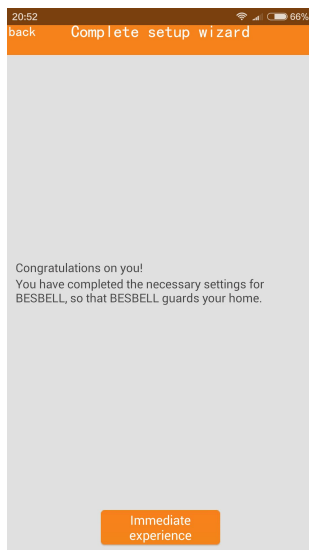 20:52 66%
back Complete setup wizard
Congratulations on you!
You have completed the necessary settings for
BESBELL, so that BESBELL guards your home.
Immediate
experience